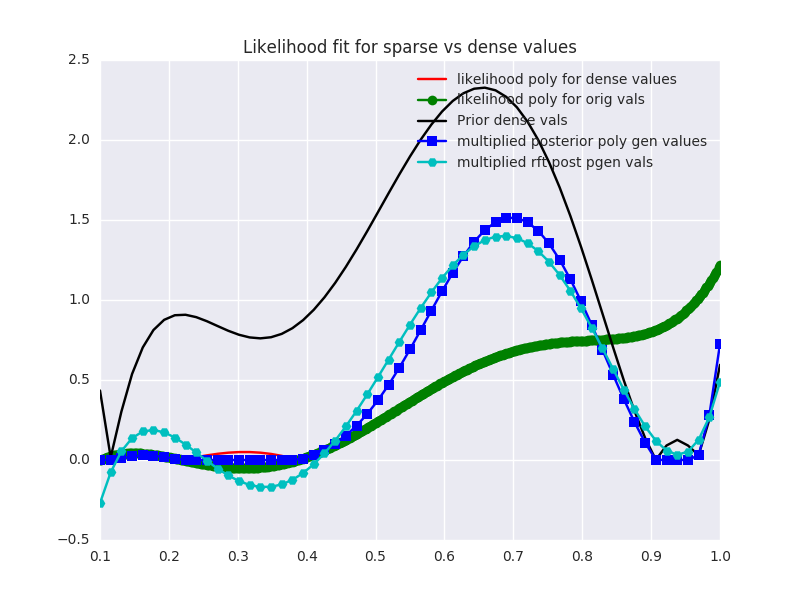 Likelihood fit for sparse vs dense values
2.5
2.0
1.5
1.0
0.5
0.0
−0.5
likelihood poly for dense values
likelihood poly for orig vals
Prior dense vals
multiplied posterior poly gen values
multiplied rft post pgen vals
0.1 0.2 0.3 0.4 0.5 0.6 0.7 0.8 0.9 1.0